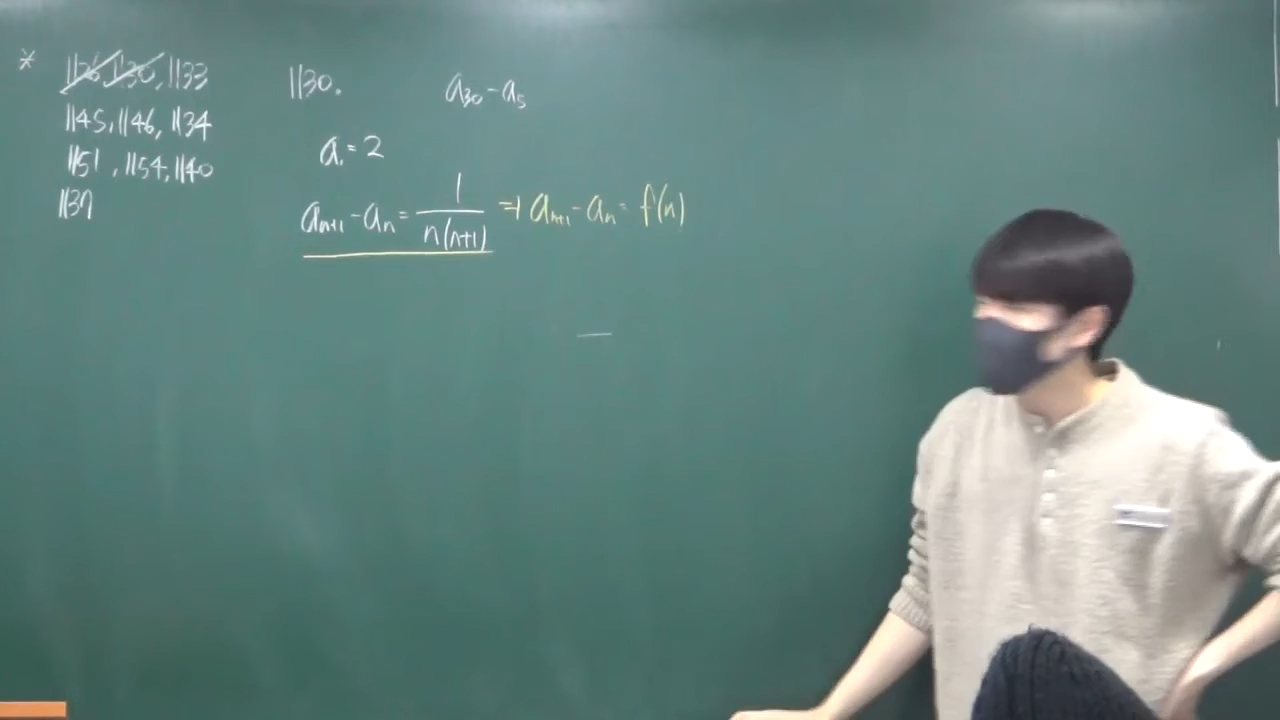 * 1126, 1130, 1133
1145, 1146, 1134
1151, 1154, 1140
1137
1130. a₃₀ - a₅
a₁ = 2
aₙ₊₁ - aₙ = 1/n(n+1) ⇒ aₙ₊₁ - aₙ = f(n)